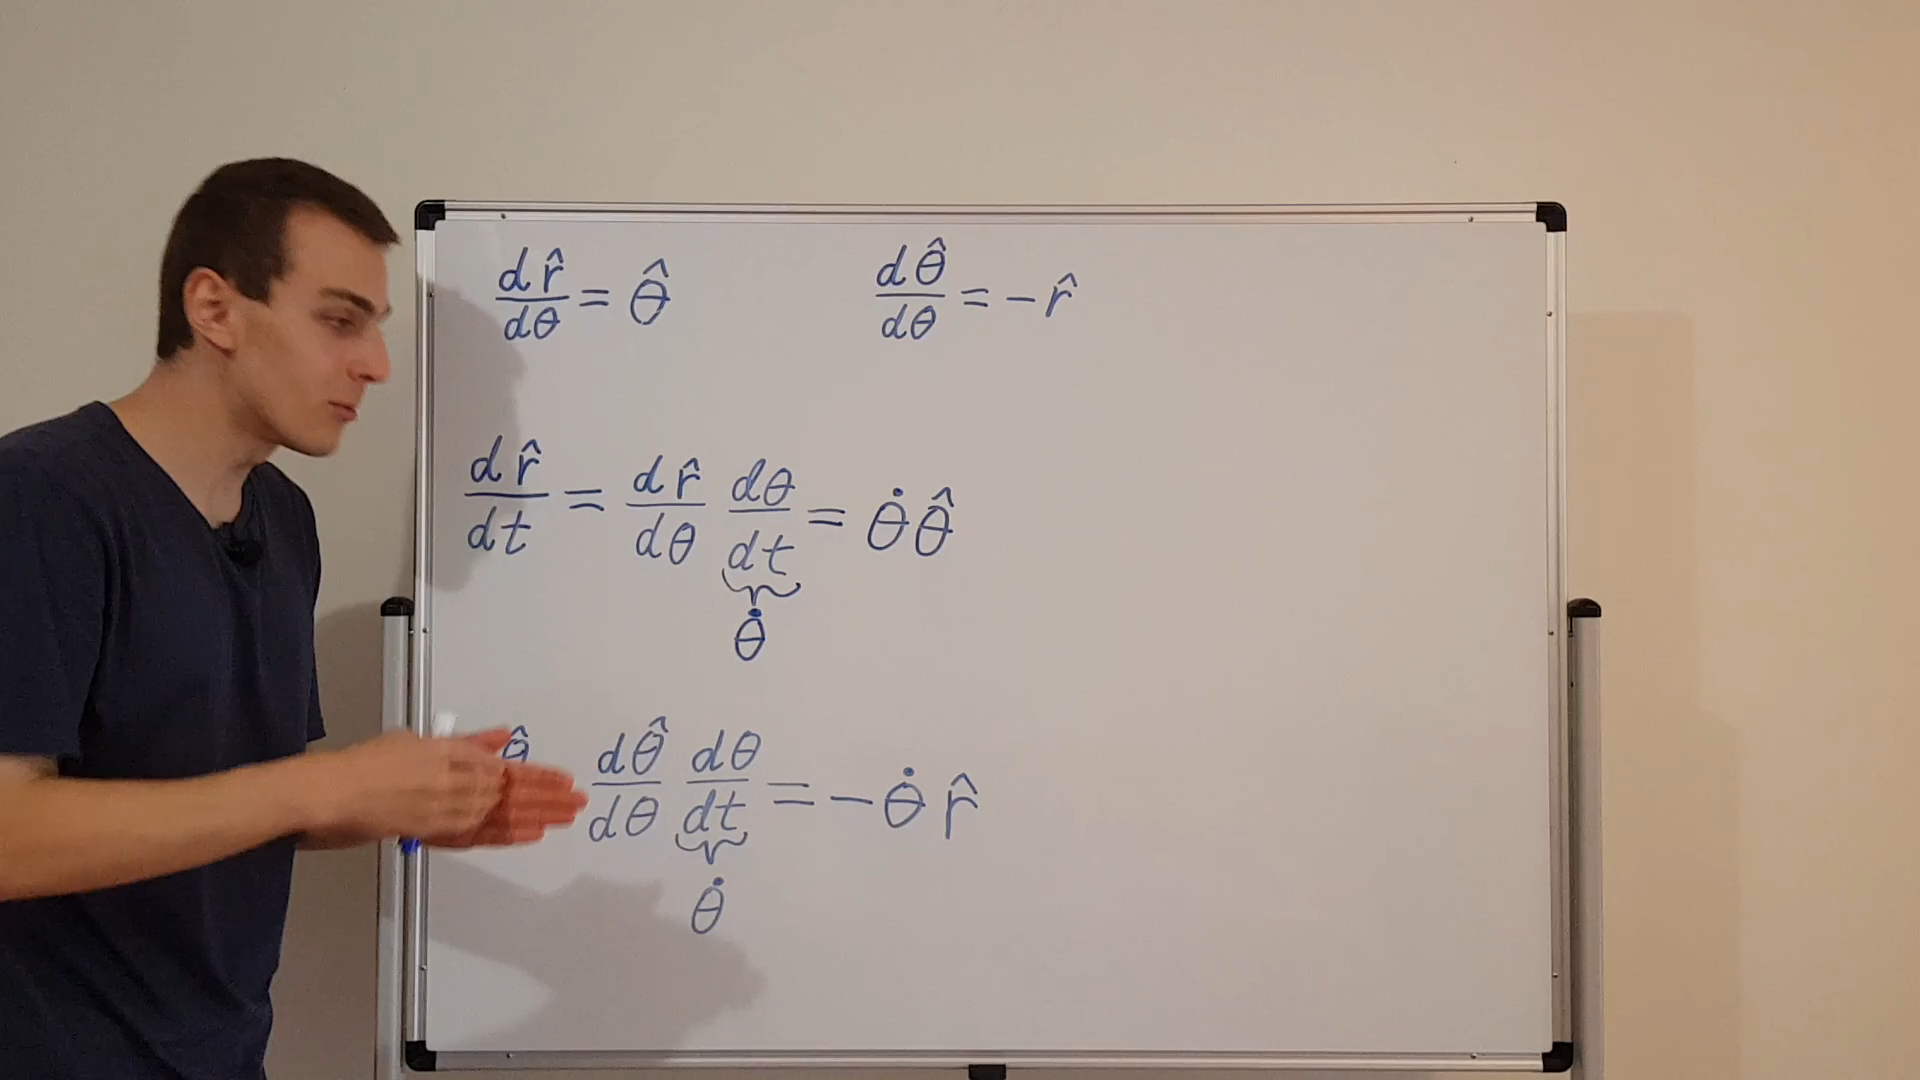 dr̂/dθ = θ̂
dθ̂/dθ = -r̂
dr̂/dt = dr̂/dθ dθ/dt = θ̇ θ̂
θ̇
θ̂ dθ̂/dθ dθ/dt = -θ̇ r̂
θ̇